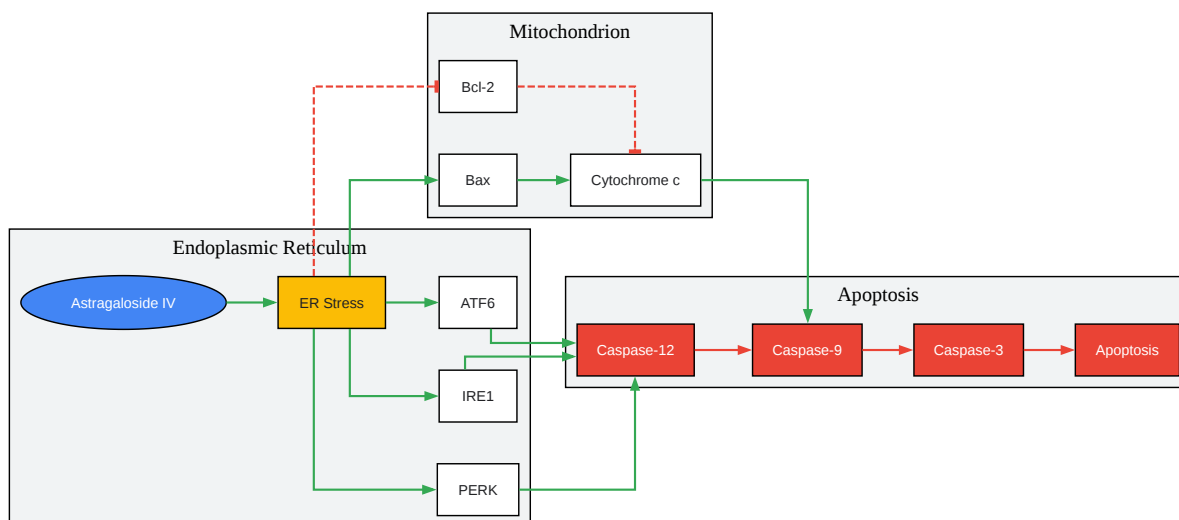 Mitochondrion
Bcl-2
Bax
Cytochrome c
Endoplasmic Reticulum
Astragaloside IV
ER Stress
ATF6
IRE1
PERK
Apoptosis
Caspase-12
Caspase-9
Caspase-3
Apoptosis